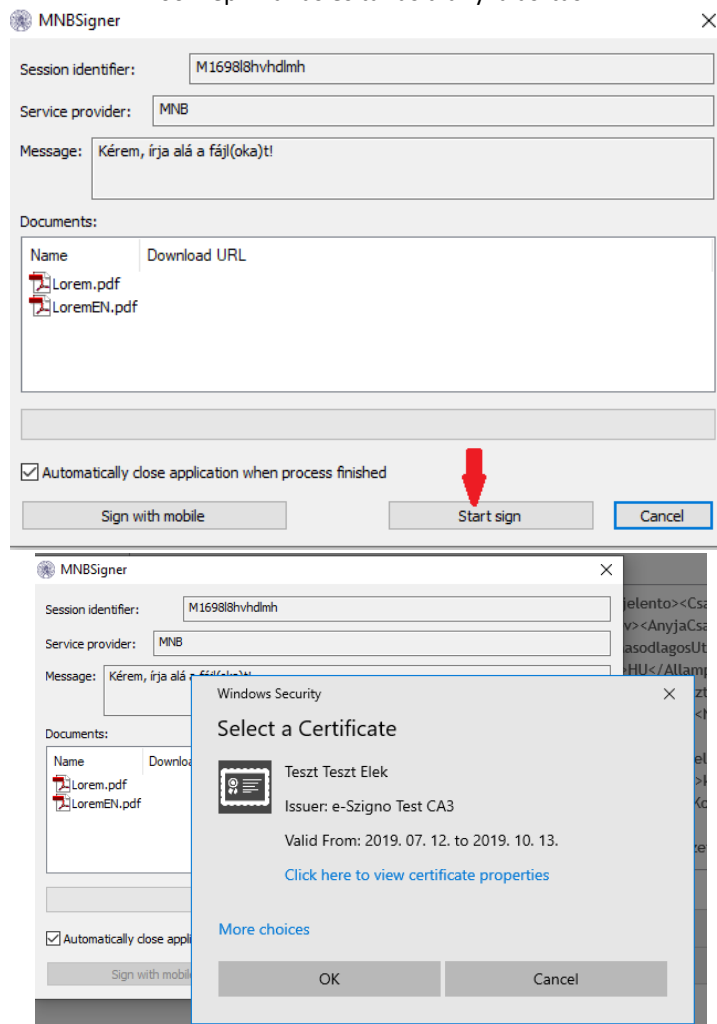 MNBSigner
Session identifier: M1698l8hvhdlmh
Service provider: MNB
Message: Kérem, írja alá a fájl(oka)t!
Documents:
Name Download URL
Lorem.pdf
LoremEN.pdf
Automatically close application when process finished
Sign with mobile Start sign Cancel
MNBSigner
Session identifier: M1698l8hvhdlmh
Service provider: MNB
Message: Kérem, írja alá
Documents:
Name
Lorem.pdf
LoremEN.pdf
Automatically close
Sign with
Windows Security
Select a Certificate
Teszt Teszt Elek
Issuer: e-Szigno Test CA3
Valid From: 2019. 07. 12. to 2019. 10. 13.
Click here to view certificate properties
More choices
OK Cancel